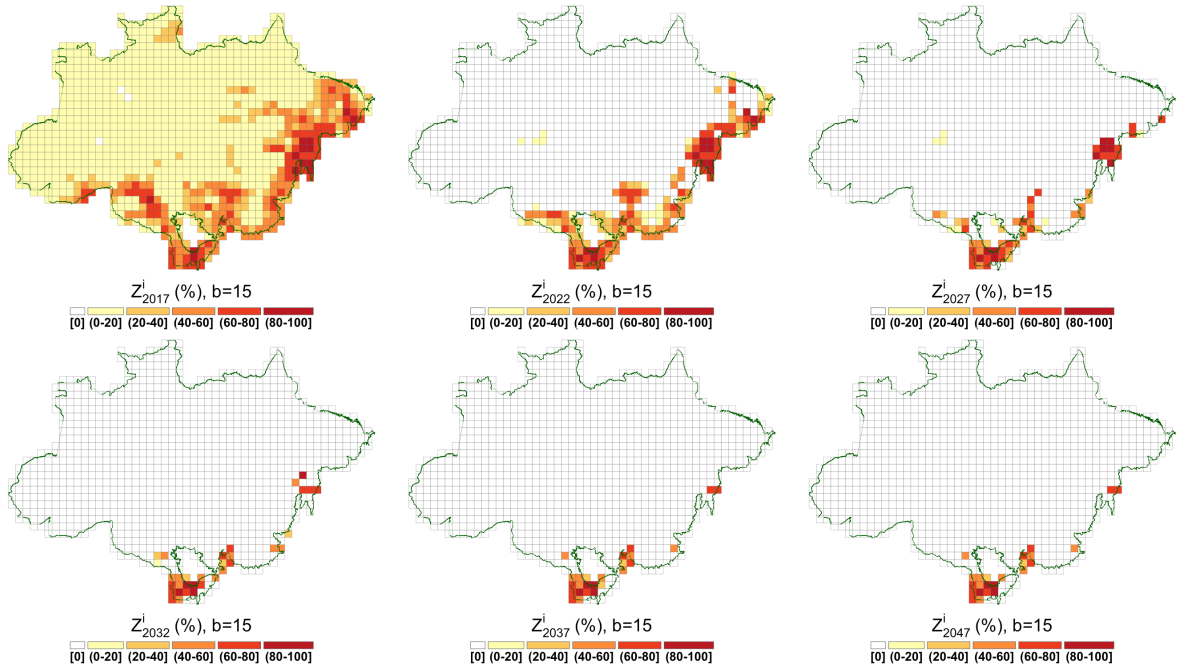 Z^i_2017 (%), b=15
[0] (0-20] (20-40] (40-60] (60-80] (80-100]
Z^i_2022 (%), b=15
[0] (0-20] (20-40] (40-60] (60-80] (80-100]
Z^i_2027 (%), b=15
[0] (0-20] (20-40] (40-60] (60-80] (80-100]
Z^i_2032 (%), b=15
[0] (0-20] (20-40] (40-60] (60-80] (80-100]
Z^i_2037 (%), b=15
[0] (0-20] (20-40] (40-60] (60-80] (80-100]
Z^i_2047 (%), b=15
[0] (0-20] (20-40] (40-60] (60-80] (80-100]